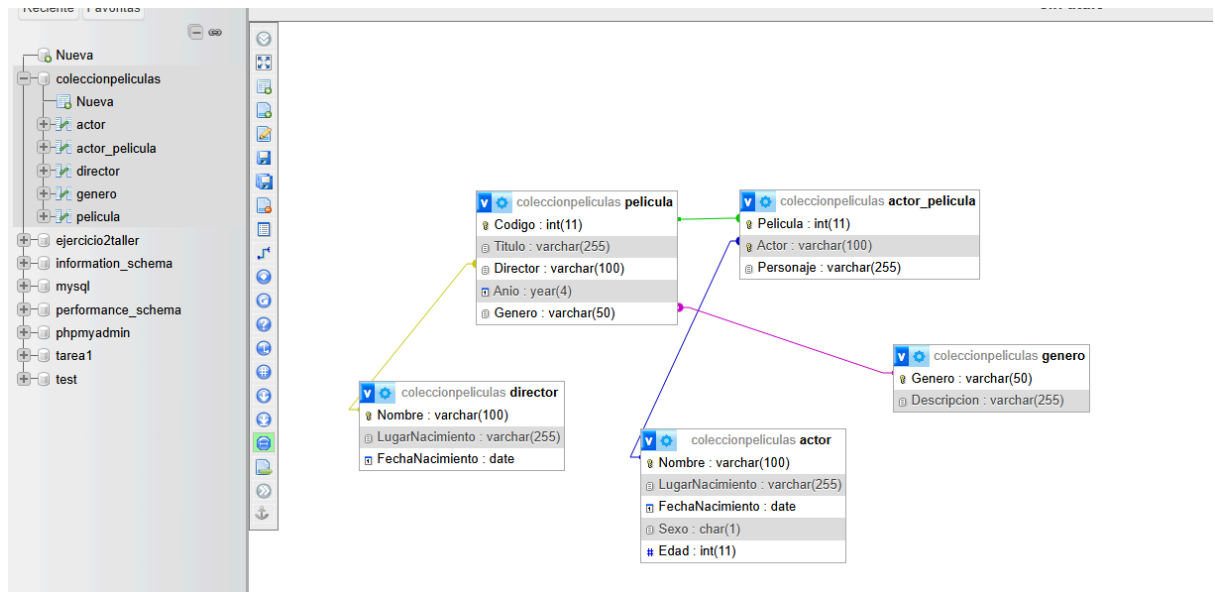 Reciente Favoritas
Nueva
coleccionpeliculas
Nueva
actor
actor_pelicula
director
genero
pelicula
ejercicio2taller
information_schema
mysql
performance_schema
phpmyadmin
tarea1
test
coleccionpeliculas pelicula
Codigo : int(11)
Titulo : varchar(255)
Director : varchar(100)
Anio : year(4)
Genero : varchar(50)
coleccionpeliculas actor_pelicula
Pelicula : int(11)
Actor : varchar(100)
Personaje : varchar(255)
coleccionpeliculas genero
Genero : varchar(50)
Descripcion : varchar(255)
coleccionpeliculas director
Nombre : varchar(100)
LugarNacimiento : varchar(255)
FechaNacimiento : date
coleccionpeliculas actor
Nombre : varchar(100)
LugarNacimiento : varchar(255)
FechaNacimiento : date
Sexo : char(1)
# Edad : int(11)